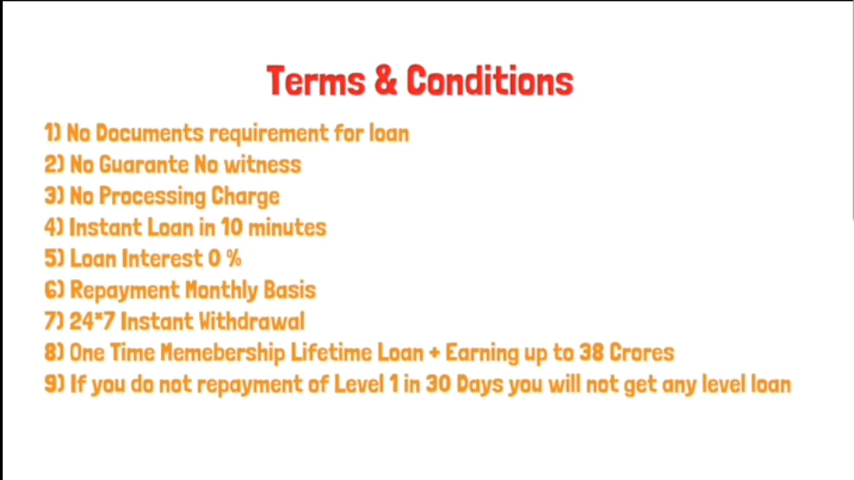 Terms & Conditions
1) No Documents requirement for loan
2) No Guarante No witness
3) No Processing Charge
4) Instant Loan in 10 minutes
5) Loan Interest 0 %
6) Repayment Monthly Basis
7) 24*7 Instant Withdrawal
8) One Time Memebership Lifetime Loan + Earning up to 38 Crores
9) If you do not repayment of Level 1 in 30 Days you will not get any level loan